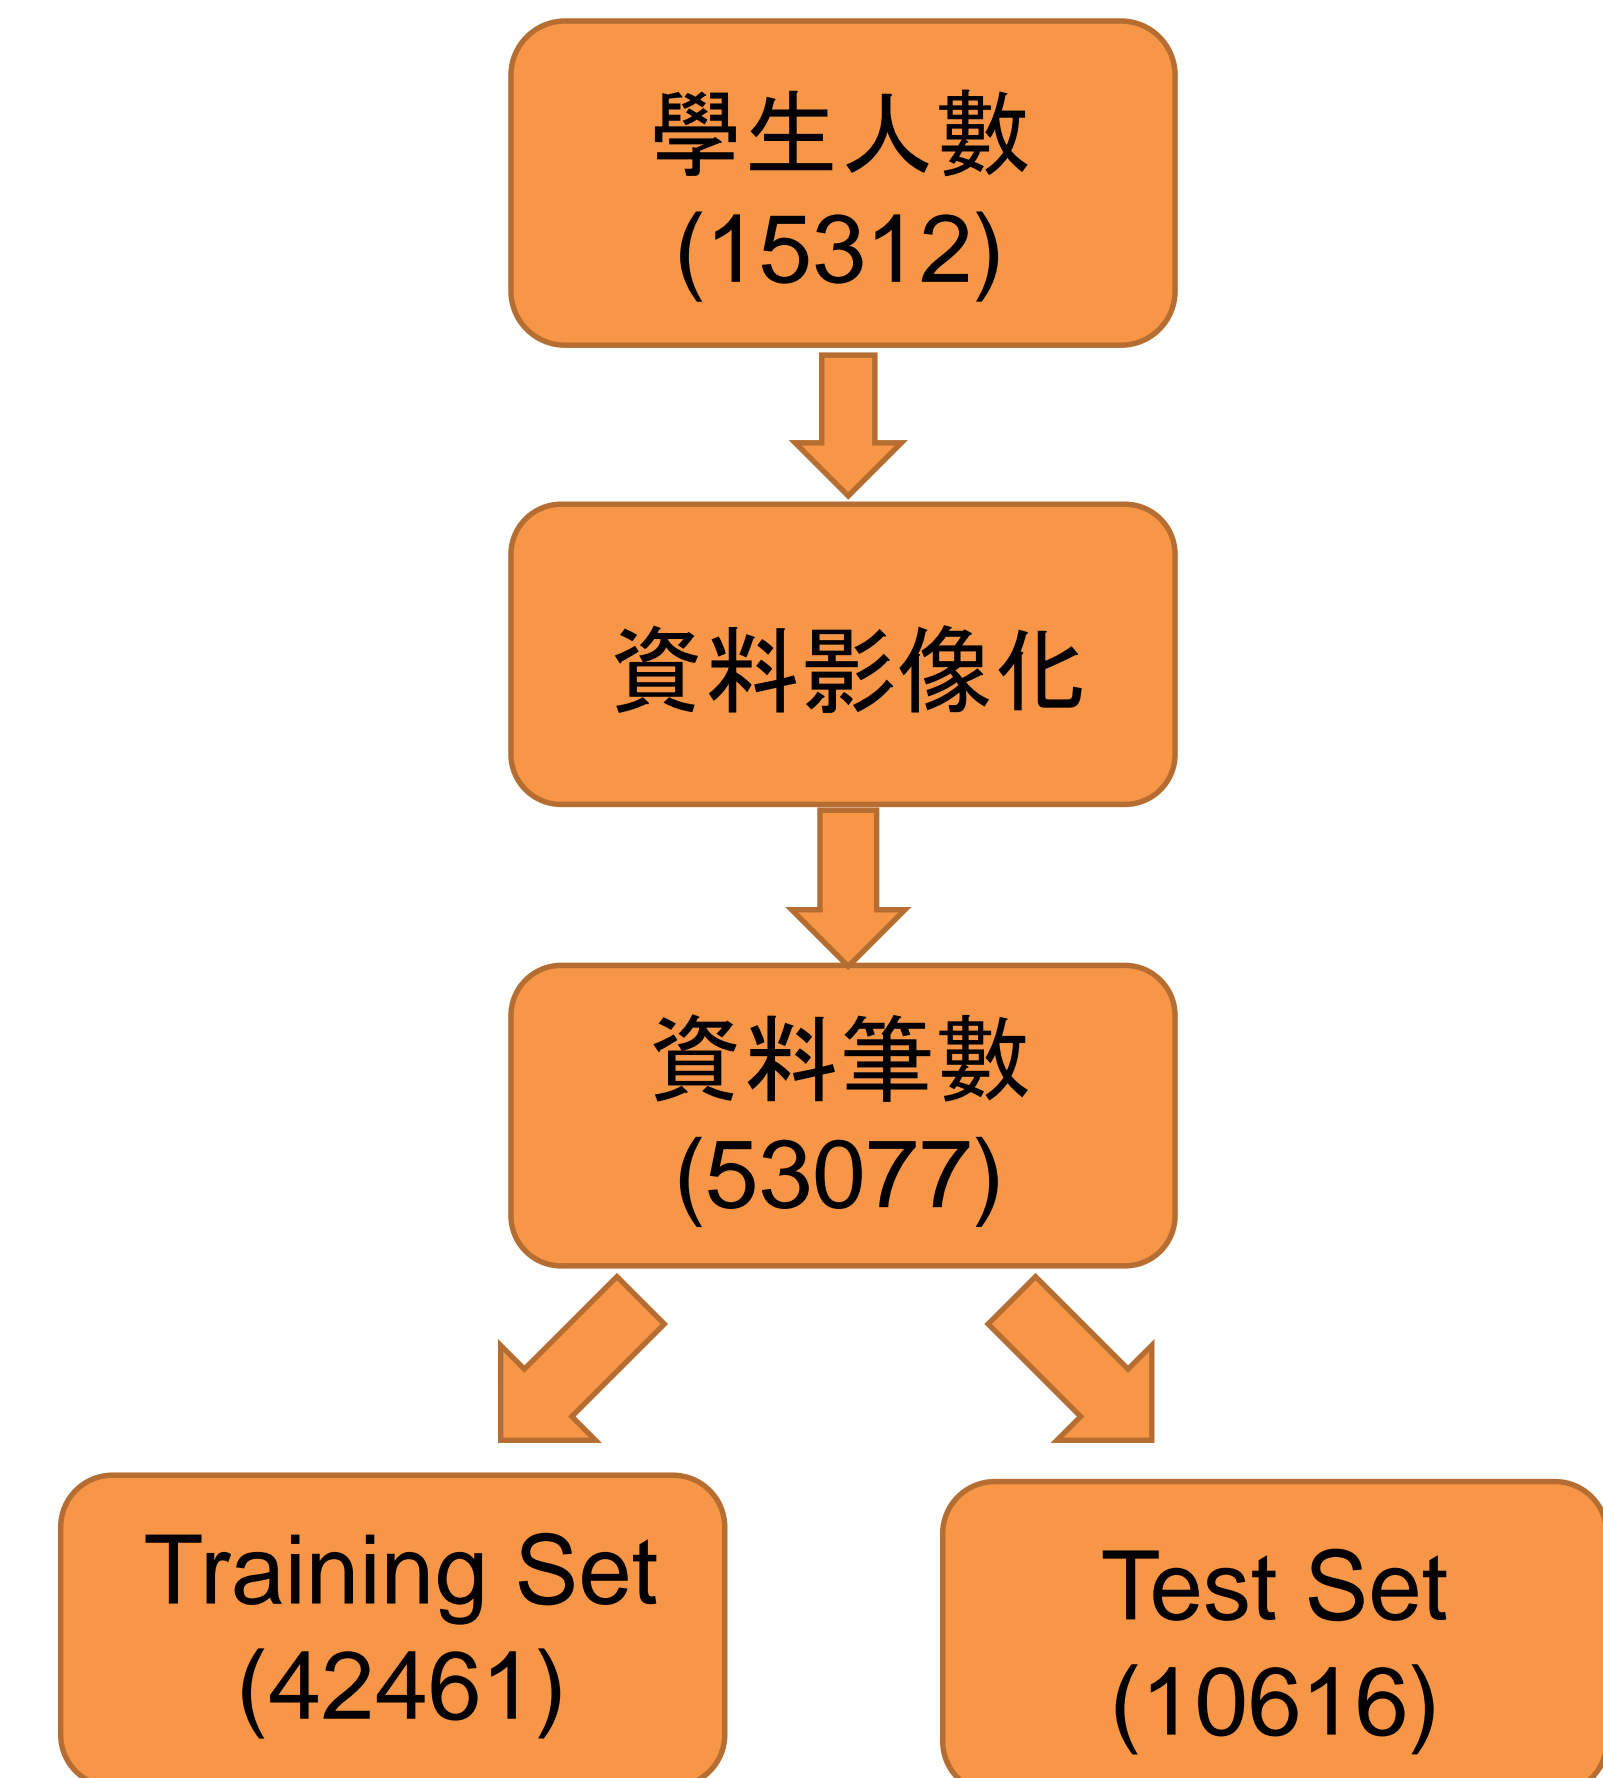 學生人數
(15312)
資料影像化
資料筆數
(53077)
Training Set
(42461)
Test Set
(10616)